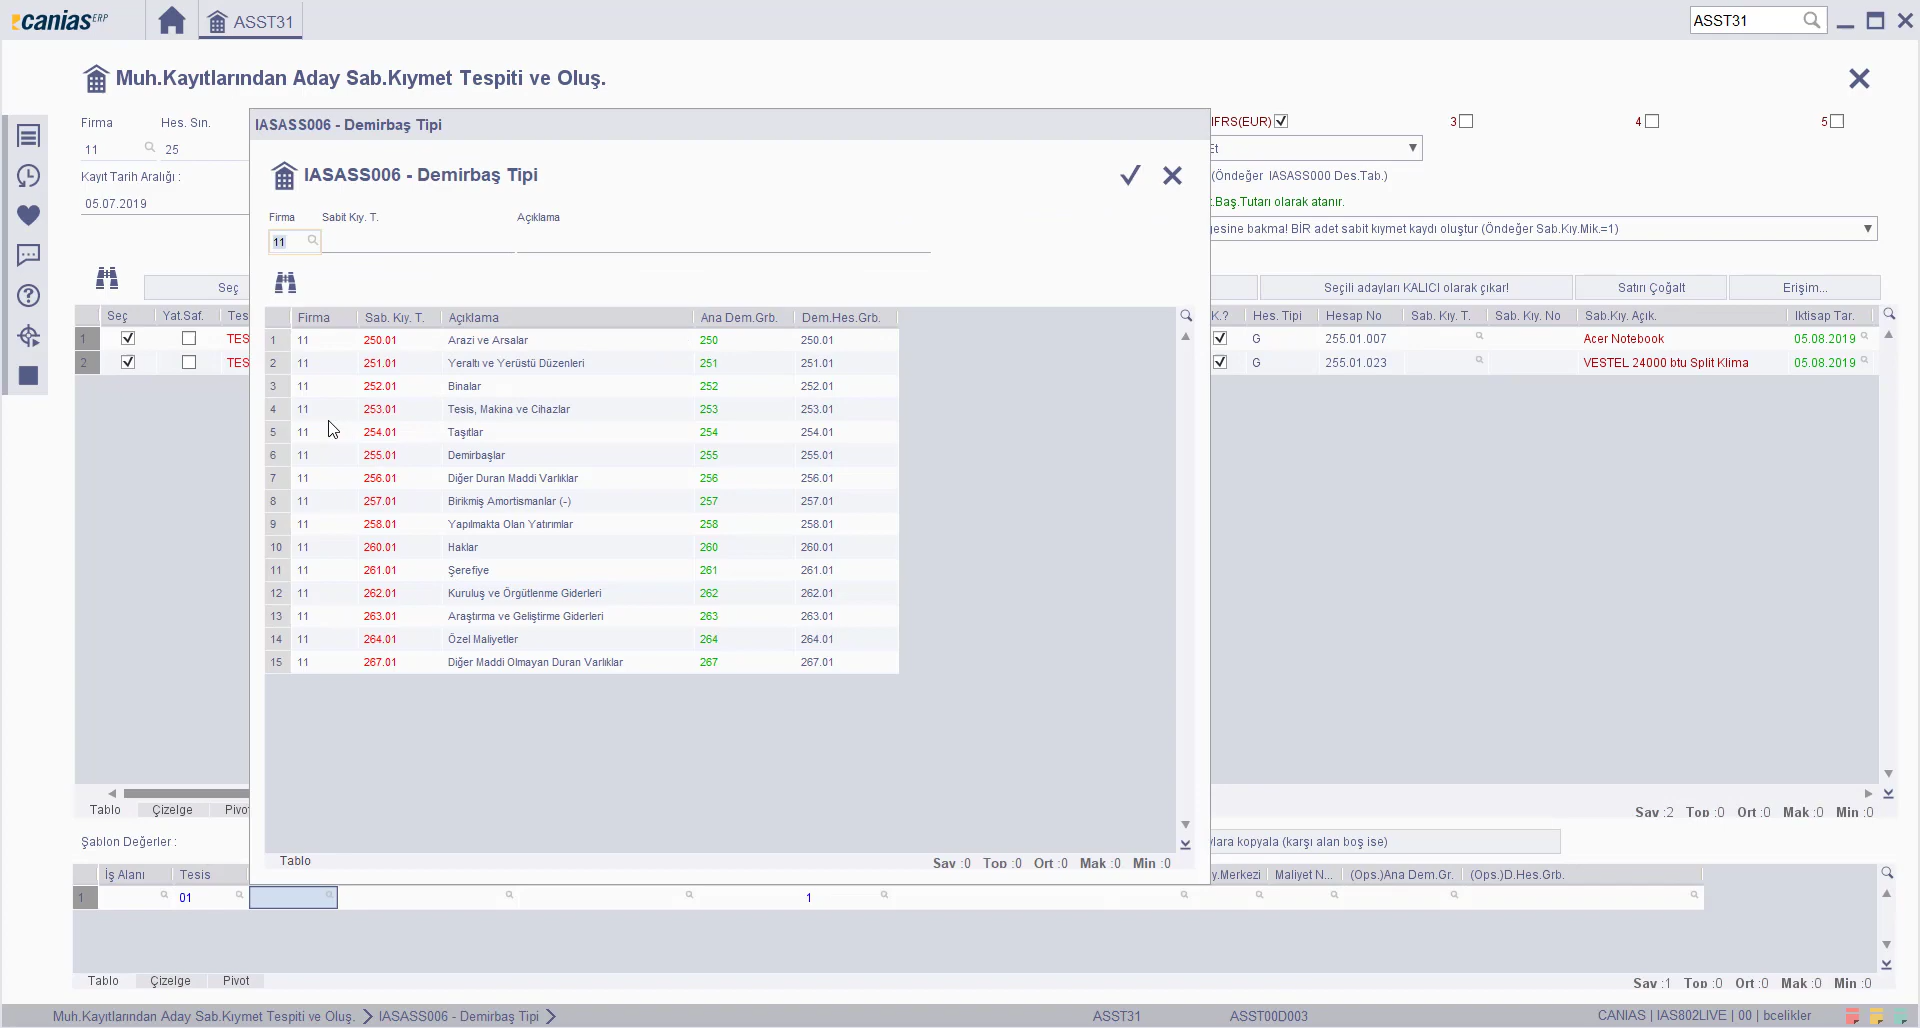 canias ERP
ASST31
ASST31
Muh.Kayıtlarından Aday Sab.Kıymet Tespiti ve Oluş.
Firma Hes. Sın.
11 25
Kayıt Tarih Aralığı :
05.07.2019
IFRS(EUR) 3 4 5
Et
(Öndeğer IASASS000 Des.Tab.)
.Baş.Tutarı olarak atanır.
gesine bakma! BİR adet sabit kıymet kaydı oluştur (Öndeğer Sab.Kıy.Mik.=1)
Seç
Seçili adayları KALICI olarak çıkar! Satırı Çoğalt Erişim...
Seç Yat.Saf. Tes
1 TES
2 TES
K.? Hes. Tipi Hesap No Sab. Kıy. T. Sab. Kıy. No Sab.Kıy. Açık. Iktisap Tar.
G 255.01.007 Acer Notebook 05.08.2019
G 255.01.023 VESTEL 24000 btu Split Klima 05.08.2019
IASASS006 - Demirbaş Tipi
IASASS006 - Demirbaş Tipi
Firma Sabit Kıy. T. Açıklama
11
Firma Sab. Kıy. T. Açıklama Ana Dem.Grb. Dem.Hes.Grb.
1 11 250.01 Arazi ve Arsalar 250 250.01
2 11 251.01 Yeraltı ve Yerüstü Düzenleri 251 251.01
3 11 252.01 Binalar 252 252.01
4 11 253.01 Tesis, Makina ve Cihazlar 253 253.01
5 11 254.01 Taşıtlar 254 254.01
6 11 255.01 Demirbaşlar 255 255.01
7 11 256.01 Diğer Duran Maddi Varlıklar 256 256.01
8 11 257.01 Birikmiş Amortismanlar (-) 257 257.01
9 11 258.01 Yapılmakta Olan Yatırımlar 258 258.01
10 11 260.01 Haklar 260 260.01
11 11 261.01 Şerefiye 261 261.01
12 11 262.01 Kuruluş ve Örgütlenme Giderleri 262 262.01
13 11 263.01 Araştırma ve Geliştirme Giderleri 263 263.01
14 11 264.01 Özel Maliyetler 264 264.01
15 11 267.01 Diğer Maddi Olmayan Duran Varlıklar 267 267.01
Tablo Say :0 Top :0 Ort :0 Mak :0 Min :0
Tablo Çizelge Pivot
Say :2 Top :0 Ort :0 Mak :0 Min :0
Şablon Değerler :
ylara kopyala (karşı alan boş ise)
İş Alanı Tesis
y.Merkezi Maliyet N... (Ops.)Ana Dem.Gr. (Ops.)D.Hes.Grb.
1 01 1
Tablo Çizelge Pivot
Say :1 Top :0 Ort :0 Mak :0 Min :0
Muh.Kayıtlarından Aday Sab.Kıymet Tespiti ve Oluş. IASASS006 - Demirbaş Tipi ASST31 ASST00D003 CANIAS | IAS802LIVE | 00 | bcelikler